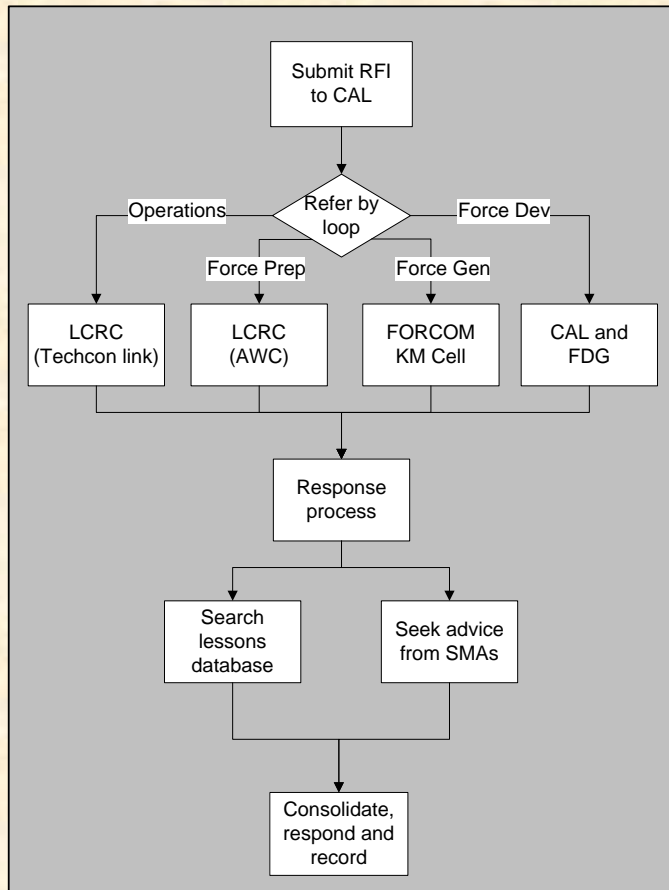 Submit RFI
to CAL
Refer by
loop
Operations
Force Dev
Force Prep
Force Gen
LCRC
(Techcon link)
LCRC
(AWC)
FORCOM
KM Cell
CAL and
FDG
Response
process
Search
lessons
database
Seek advice
from SMAs
Consolidate,
respond and
record